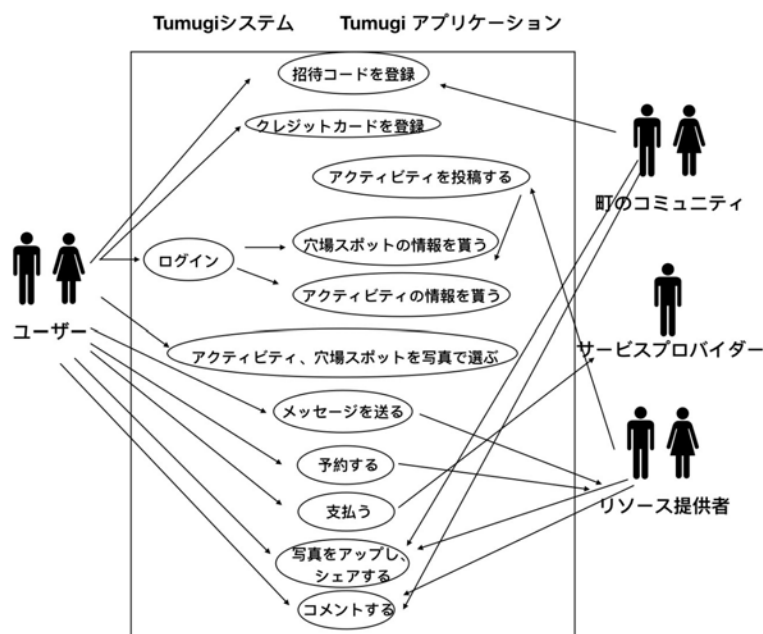 Tumugiシステム
Tumugi アプリケーション
招待コードを登録
クレジットカードを登録
アクティビティを投稿する
町のコミュニティ
穴場スポットの情報を貰う
ログイン
アクティビティの情報を貰う
ユーザー
アクティビティ、穴場スポットを写真で選ぶ
サービスプロバイダー
メッセージを送る
予約する
リソース提供者
支払う
写真をアップし、
シェアする
コメントする